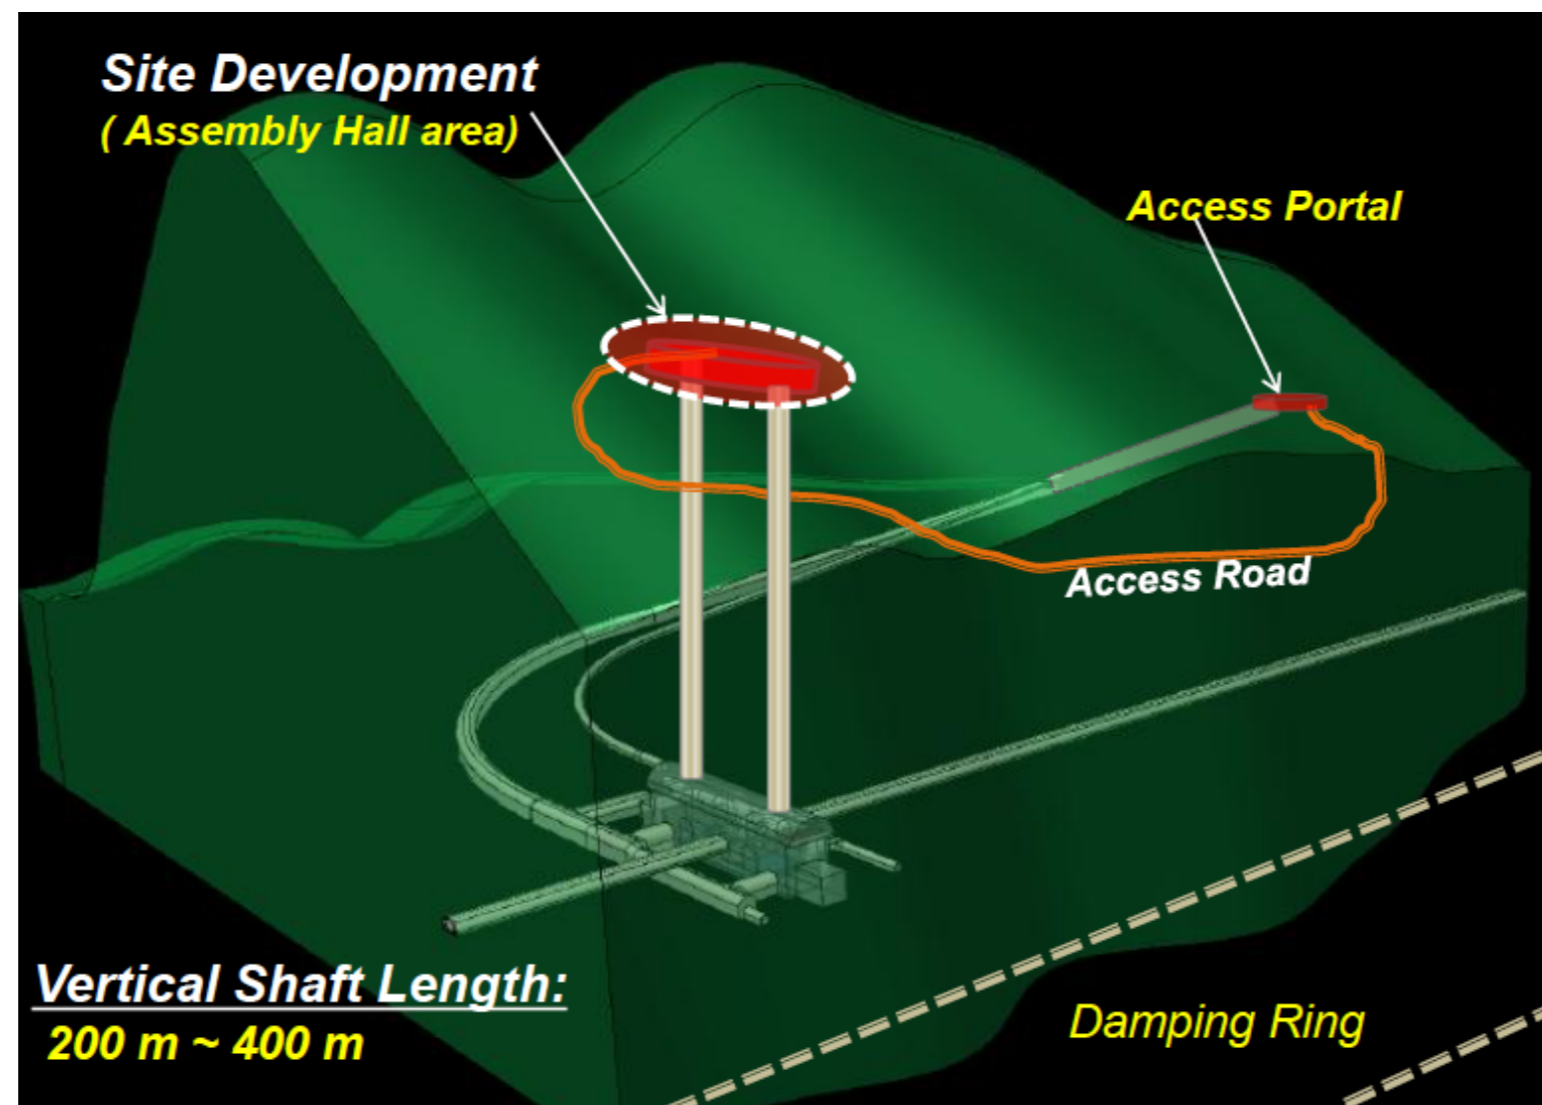 Site Development
( Assembly Hall area)
Access Portal
Access Road
Vertical Shaft Length:
200 m ~ 400 m
Damping Ring